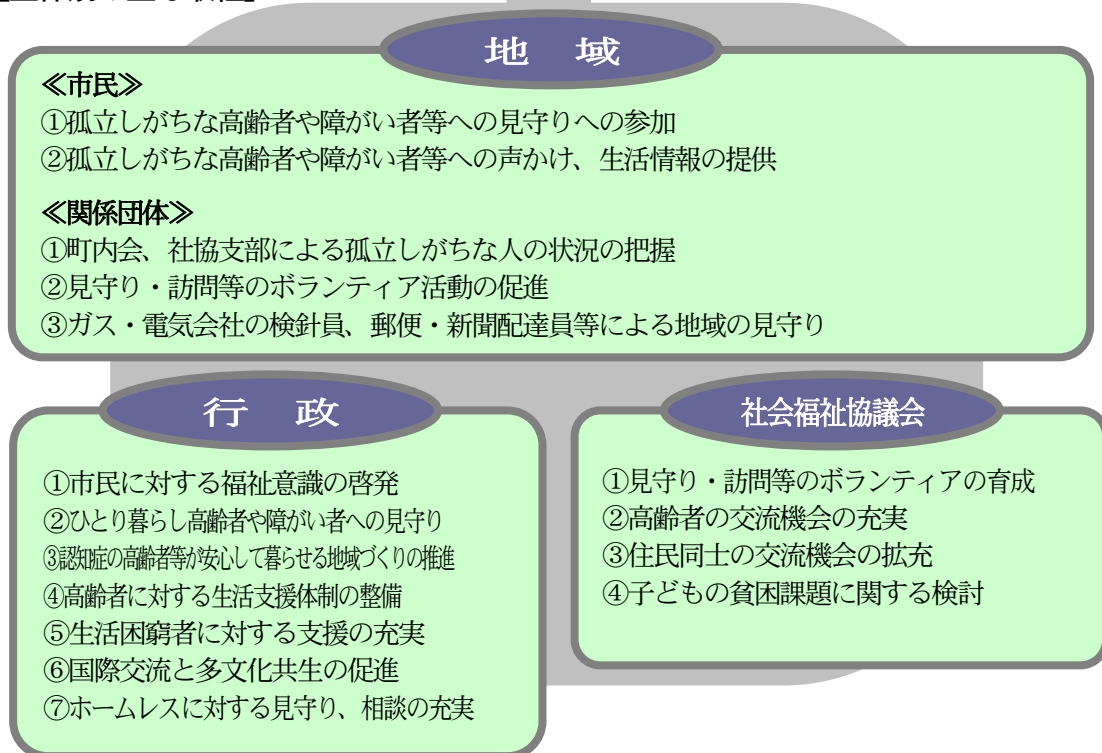 地　域
≪市民≫
①孤立しがちな高齢者や障がい者等への見守りへの参加
②孤立しがちな高齢者や障がい者等への声かけ、生活情報の提供
≪関係団体≫
①町内会、社協支部による孤立しがちな人の状況の把握
②見守り・訪問等のボランティア活動の促進
③ガス・電気会社の検針員、郵便・新聞配達員等による地域の見守り
行　政
①市民に対する福祉意識の啓発
②ひとり暮らし高齢者や障がい者への見守り
③認知症の高齢者等が安心して暮らせる地域づくりの推進
④高齢者に対する生活支援体制の整備
⑤生活困窮者に対する支援の充実
⑥国際交流と多文化共生の促進
⑦ホームレスに対する見守り、相談の充実
社会福祉協議会
①見守り・訪問等のボランティアの育成
②高齢者の交流機会の充実
③住民同士の交流機会の拡充
④子どもの貧困課題に関する検討